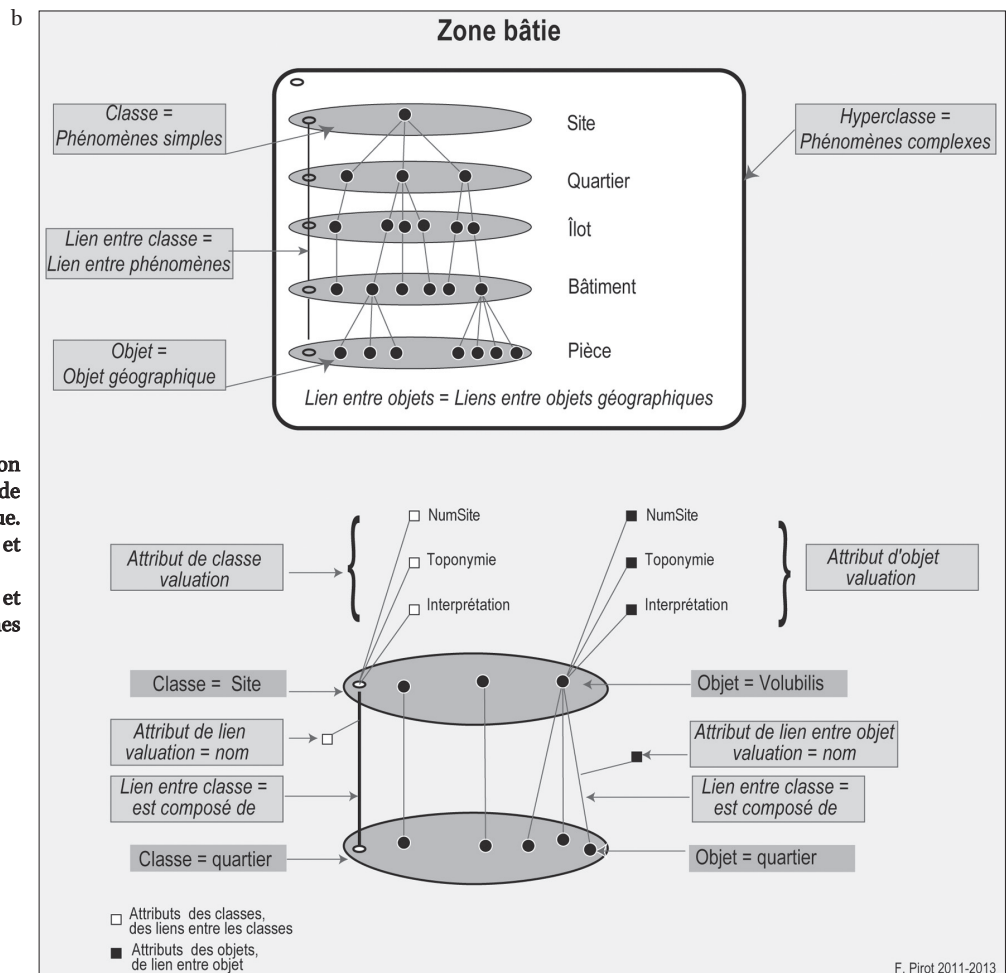 b
Zone bâtie
Classe =
Phénomènes simples
Site
Hyperclasse =
Phénomènes complexes
Quartier
Îlot
Lien entre classe =
Lien entre phénomènes
Bâtiment
Objet =
Objet géographique
Pièce
Lien entre objets = Liens entre objets géographiques
on
de
ue.
et
et
nes
NumSite
Toponymie
Interprétation
NumSite
Toponymie
Interprétation
Attribut de classe
valuation
Attribut d'objet
valuation
Classe = Site
Objet = Volubilis
Attribut de lien
valuation = nom
Attribut de lien entre objet
valuation = nom
Lien entre classe =
est composé de
Lien entre classe =
est composé de
Classe = quartier
Objet = quartier
Attributs des classes,
des liens entre les classes
Attributs des objets,
de lien entre objet
F. Pirot 2011-2013